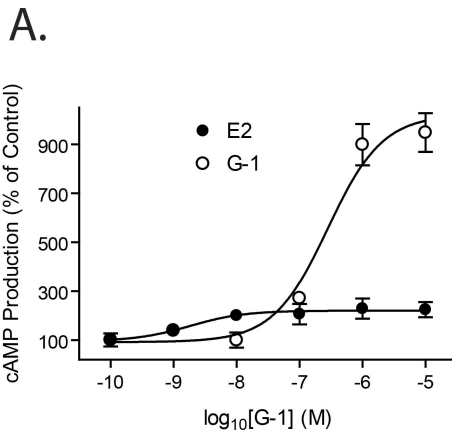 A.
cAMP Production (% of Control)
E2
G-1
900
700
500
300
100
-10 -9 -8 -7 -6 -5
log10[G-1] (M)